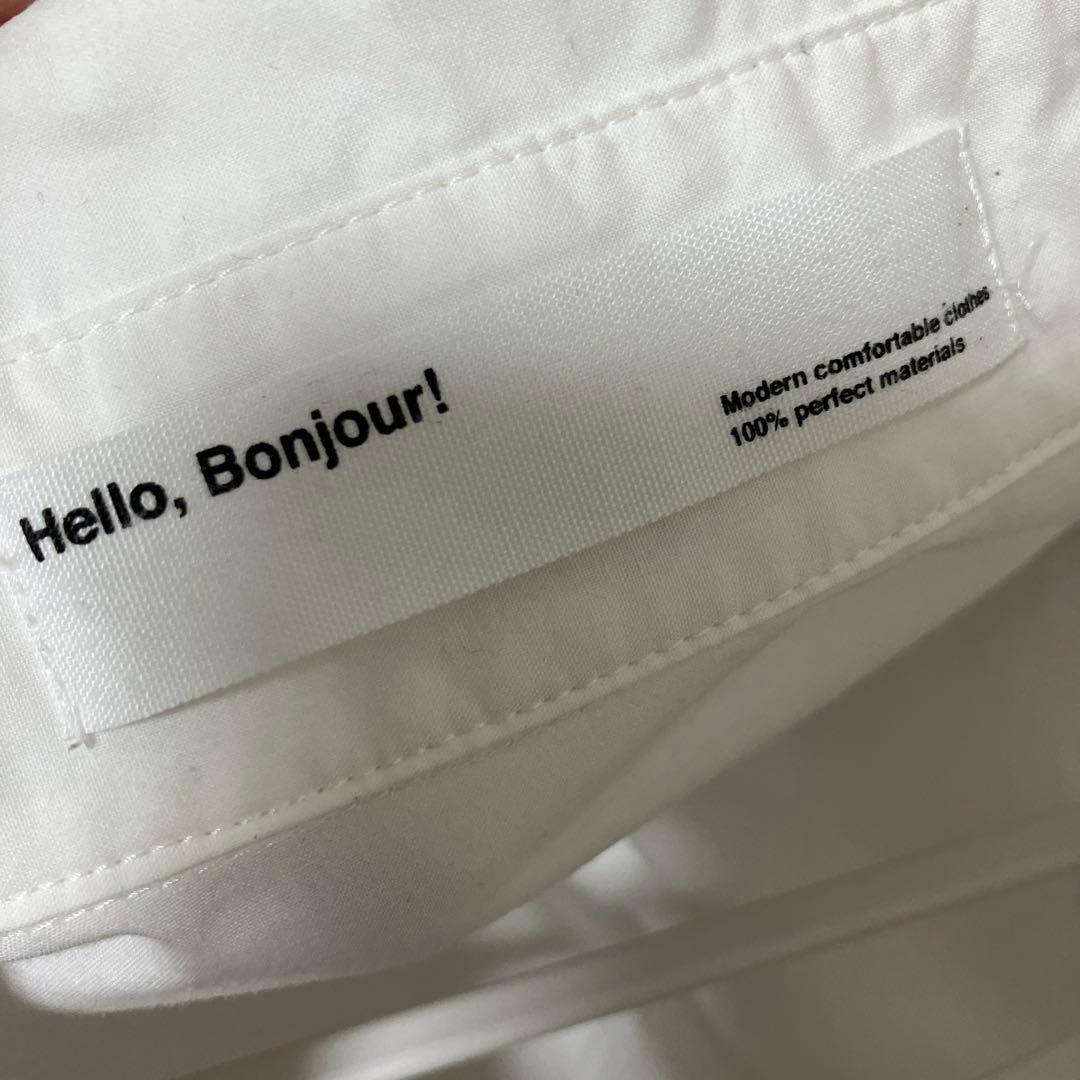 Hello, Bonjour!
Modern comfortable clothes
100% perfect materials